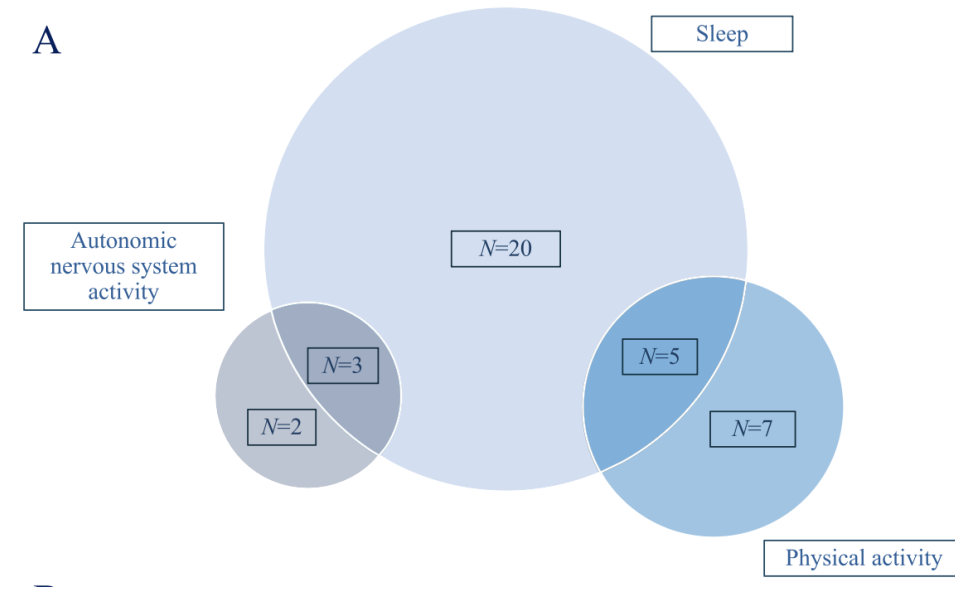 A
Sleep
Autonomic
nervous system
activity
N=20
N=3
N=5
N=2
N=7
Physical activity